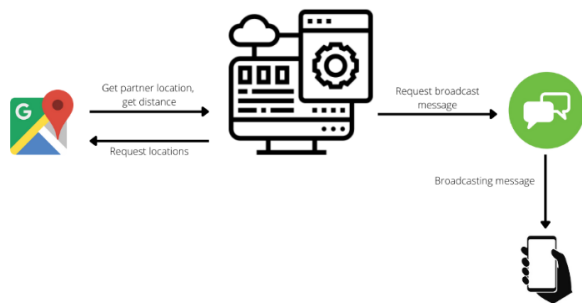 Get partner location,
get distance
Request locations
Request broadcast
message
Broadcasting message
G